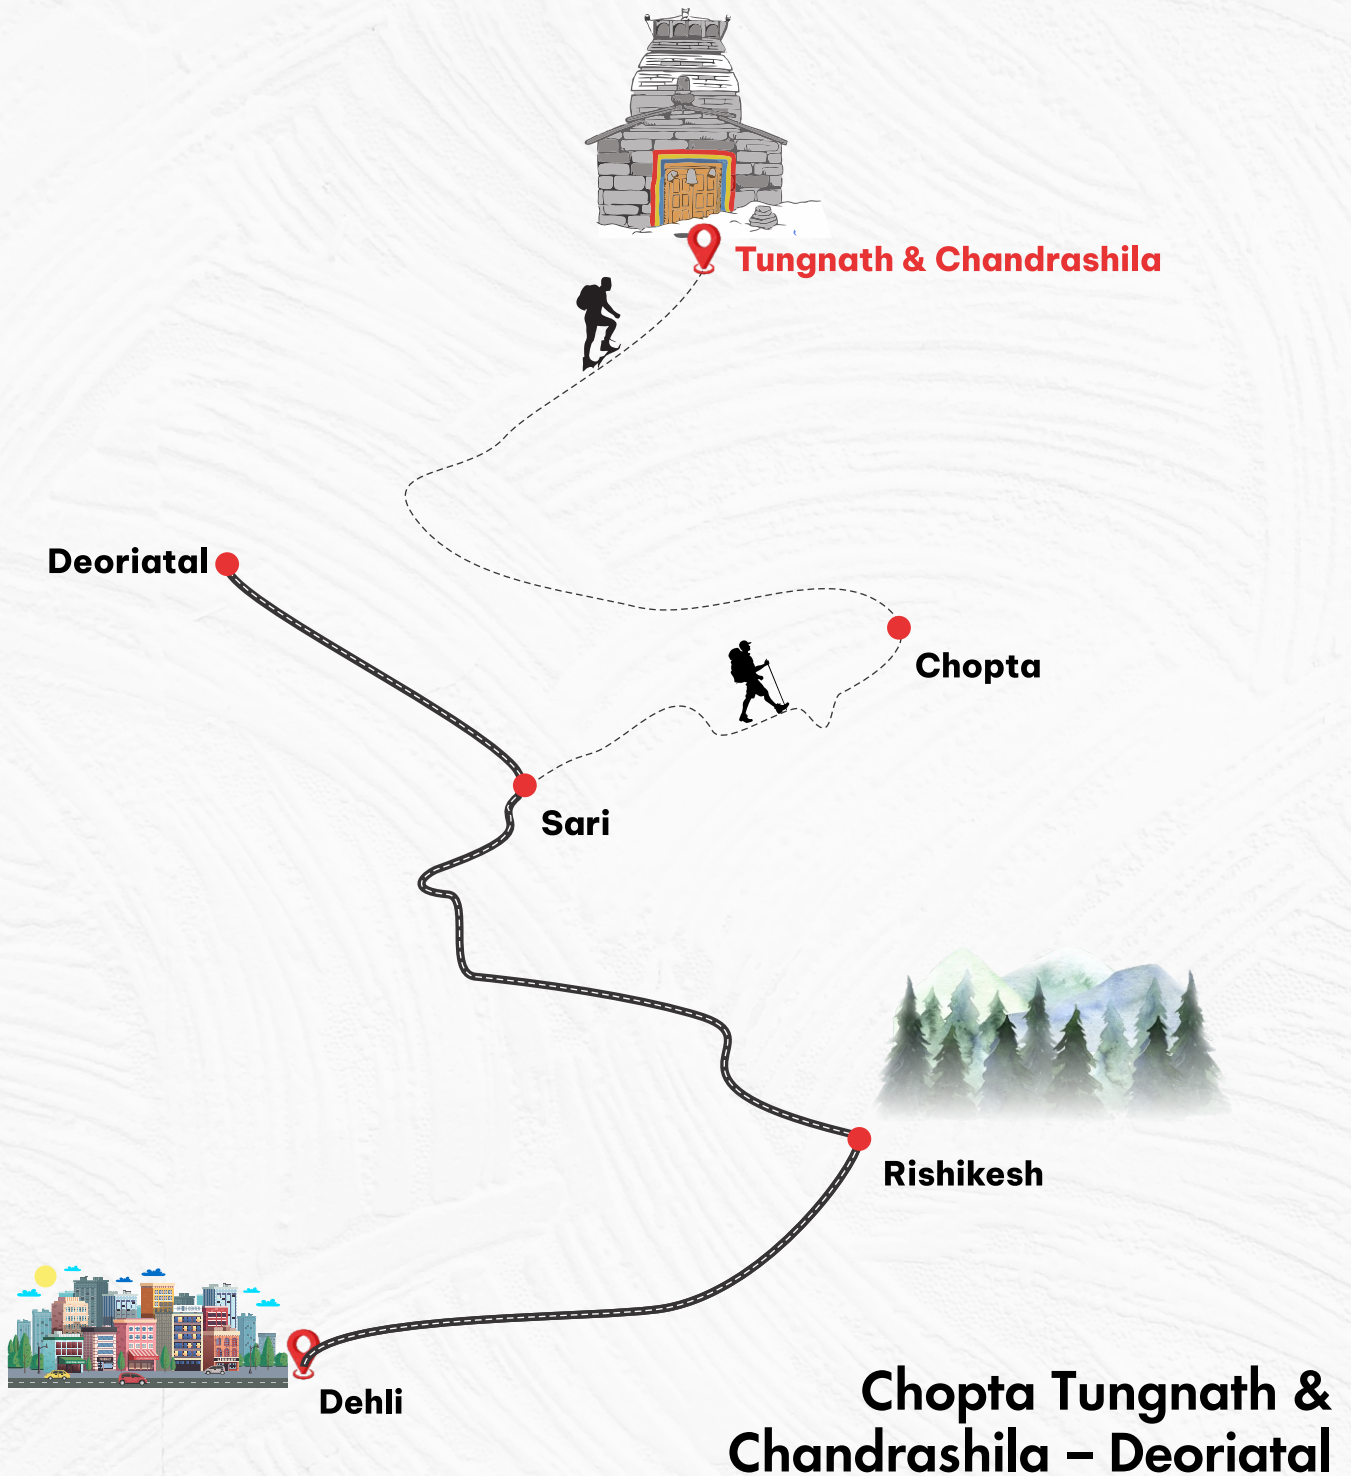 Tungnath & Chandrashila
Deoriatal
Chopta
Sari
Rishikesh
Dehli
Chopta Tungnath &
Chandrashila – Deoriatal